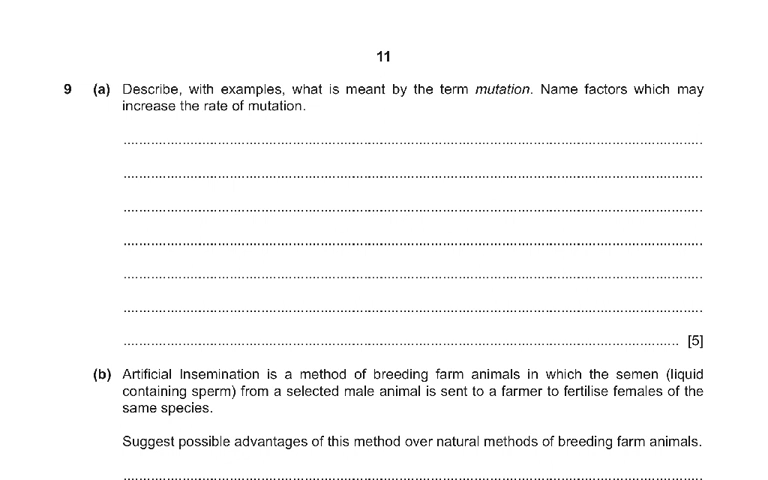 11
9 (a) Describe, with examples, what is meant by the term mutation. Name factors which may
increase the rate of mutation.
..........................................................................................
..........................................................................................
..........................................................................................
..........................................................................................
..........................................................................................
..........................................................................................
.......................................................................................... [5]
(b) Artificial Insemination is a method of breeding farm animals in which the semen (liquid
containing sperm) from a selected male animal is sent to a farmer to fertilise females of the
same species.
Suggest possible advantages of this method over natural methods of breeding farm animals.
..........................................................................................